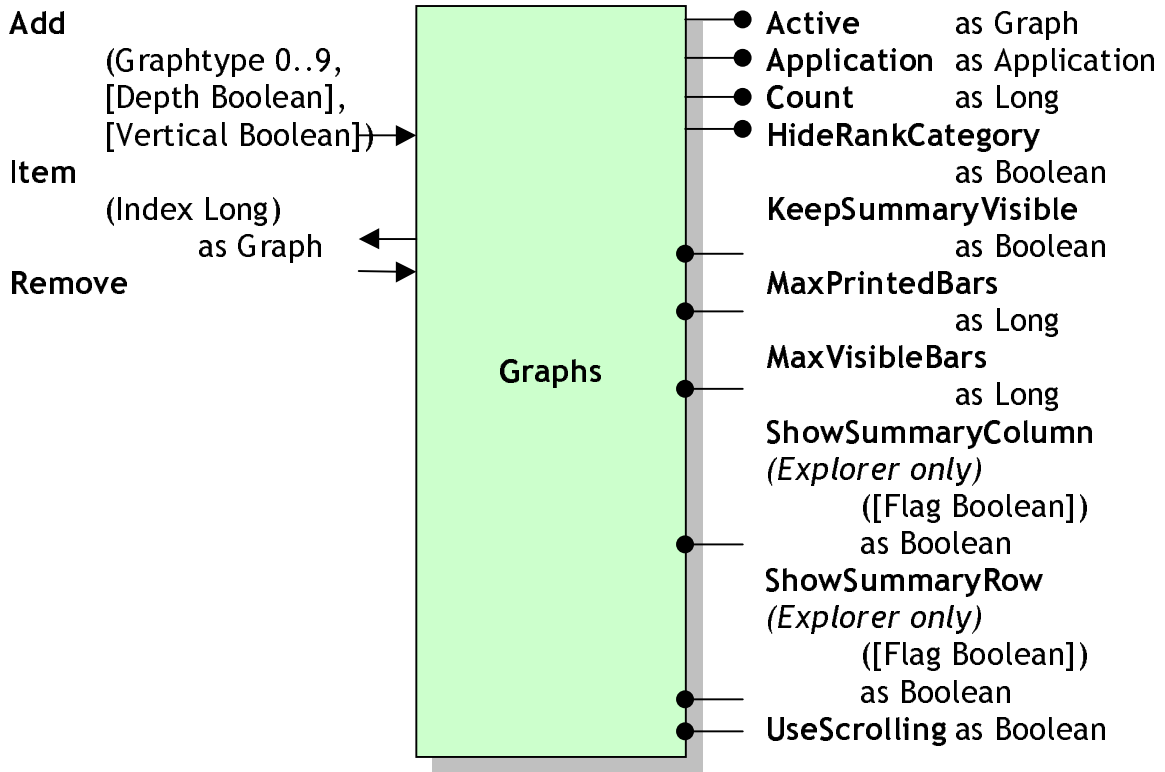 Add
(Graphtype 0..9,
[Depth Boolean],
[Vertical Boolean])
Item
(Index Long)
as Graph
Remove
Graphs
Active as Graph
Application as Application
Count as Long
HideRankCategory
as Boolean
KeepSummaryVisible
as Boolean
MaxPrintedBars
as Long
MaxVisibleBars
as Long
ShowSummaryColumn
(Explorer only)
([Flag Boolean])
as Boolean
ShowSummaryRow
(Explorer only)
([Flag Boolean])
as Boolean
UseScrolling as Boolean